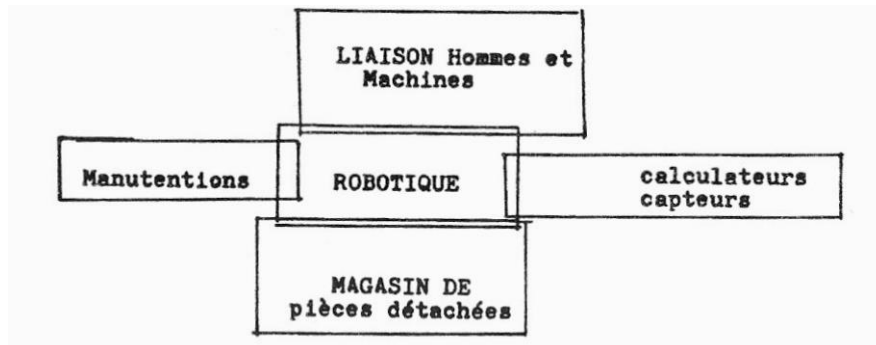 LIAISON Hommes et
Machines
Manutentions
ROBOTIQUE
calculateurs
capteurs
MAGASIN DE
pièces détachées